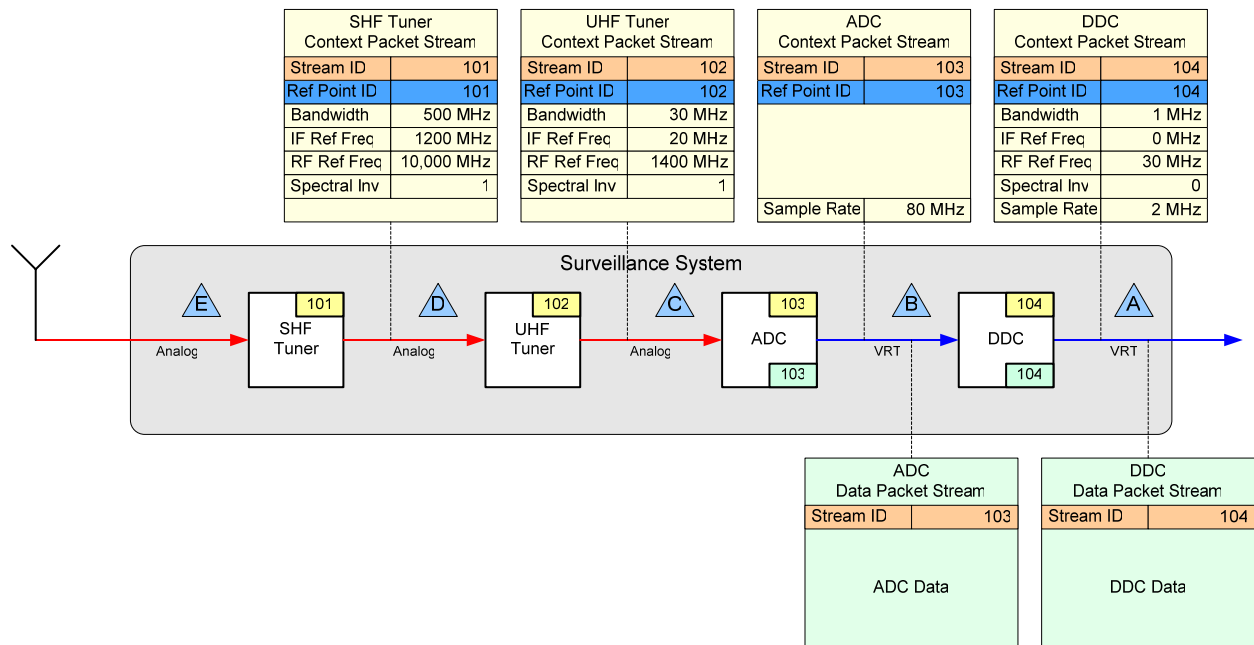 SHF Tuner
Context Packet Stream
Stream ID 101
Ref Point ID 101
Bandwidth 500 MHz
IF Ref Freq 1200 MHz
RF Ref Freq 10,000 MHz
Spectral Inv 1
UHF Tuner
Context Packet Stream
Stream ID 102
Ref Point ID 102
Bandwidth 30 MHz
IF Ref Freq 20 MHz
RF Ref Freq 1400 MHz
Spectral Inv 1
ADC
Context Packet Stream
Stream ID 103
Ref Point ID 103
Sample Rate 80 MHz
DDC
Context Packet Stream
Stream ID 104
Ref Point ID 104
Bandwidth 1 MHz
IF Ref Freq 0 MHz
RF Ref Freq 30 MHz
Spectral Inv 0
Sample Rate 2 MHz
Surveillance System
E
Analog
101
SHF
Tuner
D
Analog
102
UHF
Tuner
C
Analog
103
ADC
103
B
VRT
104
DDC
104
A
VRT
ADC
Data Packet Stream
Stream ID 103
ADC Data
DDC
Data Packet Stream
Stream ID 104
DDC Data